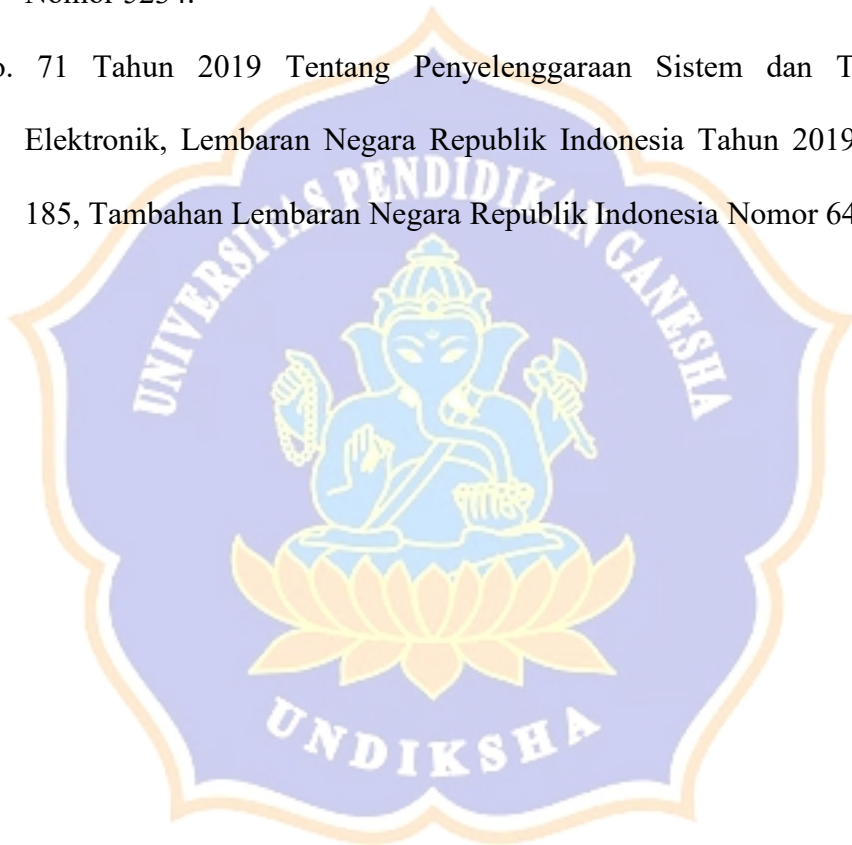 Nomor 5234.
o. 71 Tahun 2019 Tentang Penyelenggaraan Sistem dan T
Elektronik, Lembaran Negara Republik Indonesia Tahun 2019
185, Tambahan Lembaran Negara Republik Indonesia Nomor 64
UNIVERSITAS PENDIDIKAN GANESHA
UNDIKSHA